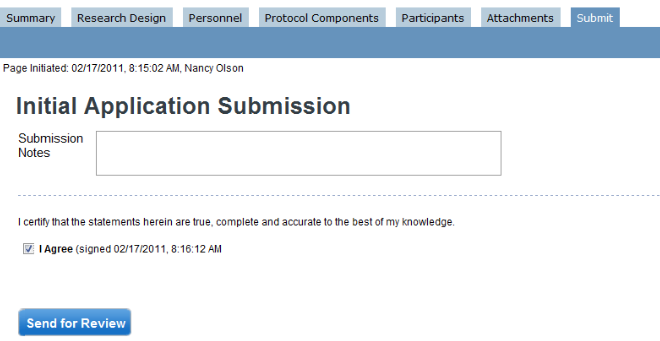 Summary Research Design Personnel Protocol Components Participants Attachments Submit
Page Initiated: 02/17/2011, 8:15:02 AM, Nancy Olson
Initial Application Submission
Submission
Notes
I certify that the statements herein are true, complete and accurate to the best of my knowledge.
I Agree (signed 02/17/2011, 8:16:12 AM
Send for Review